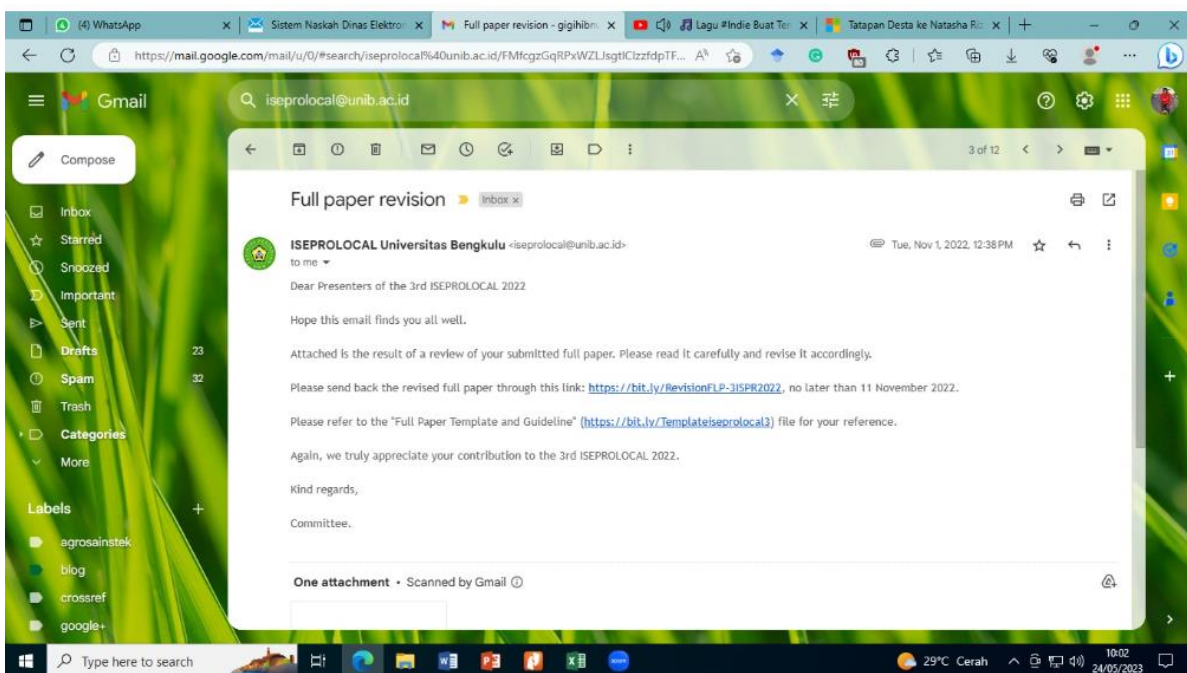 (4) WhatsApp
Sistem Naskah Dinas Elektron
Full paper revision - gigihibn
Lagu #Indie Buat Ter
Tatapan Desta ke Natasha Riz
https://mail.google.com/mail/u/0/#search/iseprolocal%40unib.ac.id/FMfcgzGqRPxWZLJsgtlClzzfdpTF...
Gmail
iseprolocal@unib.ac.id
Compose
3 of 12
Inbox
Starred
Snoozed
Important
Sent
Drafts 23
Spam 32
Trash
Categories
More
Labels
agrosainstek
blog
crossref
google+
Full paper revision
Inbox x
ISEPROLOCAL Universitas Bengkulu <iseprolocal@unib.ac.id>
Tue, Nov 1, 2022, 12:38 PM
to me
Dear Presenters of the 3rd ISEPROLOCAL 2022
Hope this email finds you all well.
Attached is the result of a review of your submitted full paper. Please read it carefully and revise it accordingly.
Please send back the revised full paper through this link: https://bit.ly/RevisionFLP-3ISPR2022, no later than 11 November 2022.
Please refer to the "Full Paper Template and Guideline" (https://bit.ly/Templateiseprolocal3) file for your reference.
Again, we truly appreciate your contribution to the 3rd ISEPROLOCAL 2022.
Kind regards,
Committee.
One attachment • Scanned by Gmail
Type here to search
29°C Cerah
10:02
24/05/2023